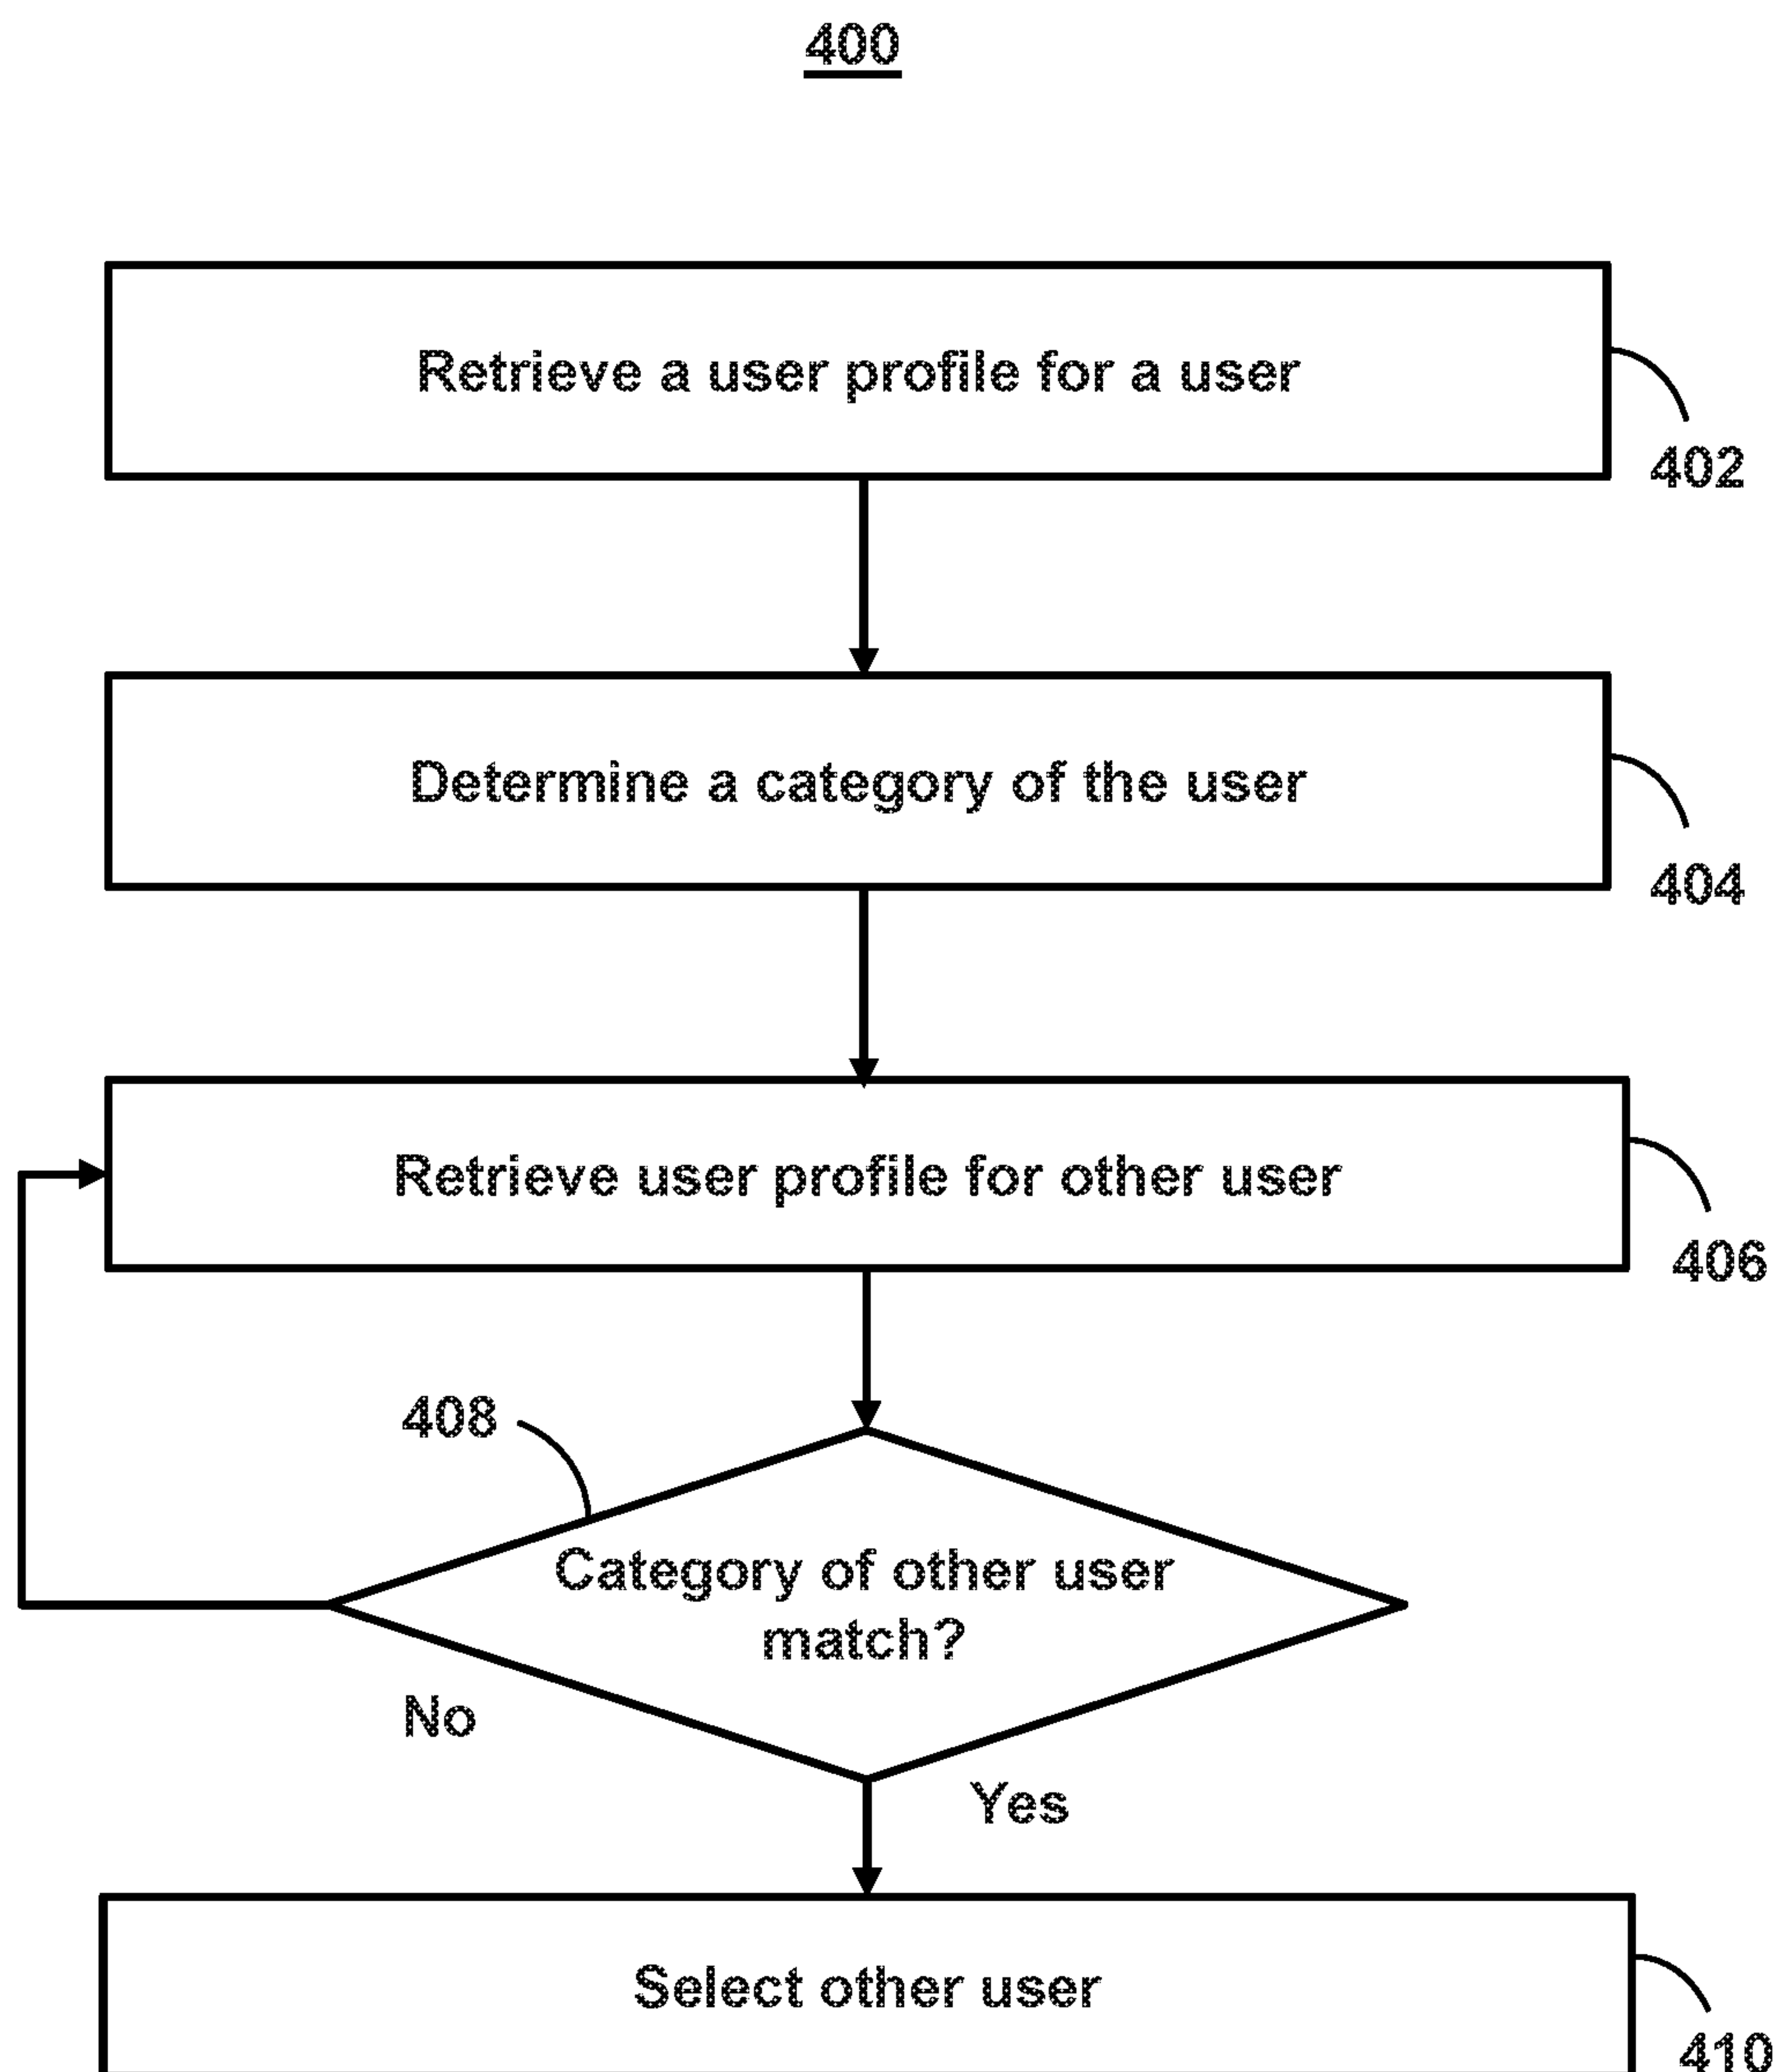 400
Retrieve a user profile for a user
402
Determine a category of the user
404
Retrieve user profile for other user
406
408
Category of other user
match?
No
Yes
Select other user
410